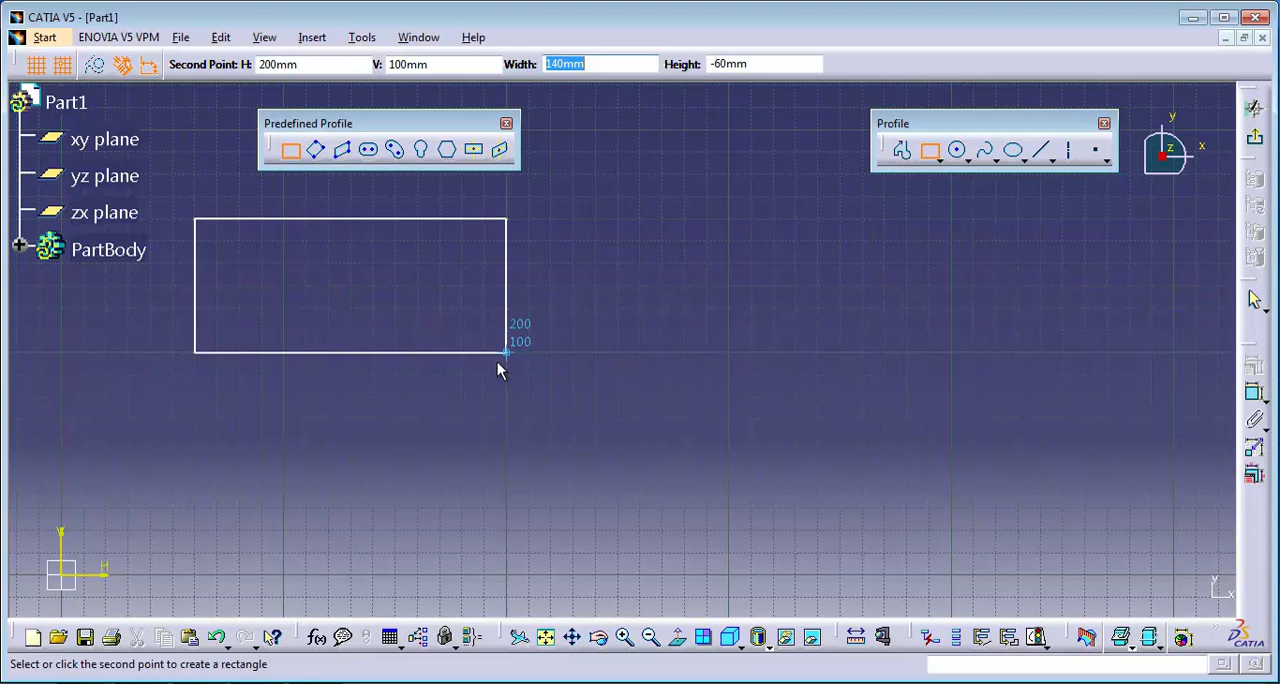 CATIA V5 - [Part1]
Start ENOVIA V5 VPM File Edit View Insert Tools Window Help
Second Point: H: 200mm V: 100mm Width: 140mm Height: -60mm
Part1
Predefined Profile
Profile
y
x
z
xy plane
yz plane
zx plane
PartBody
200
100
V
H
y
x
f(x)
CATIA
Select or click the second point to create a rectangle